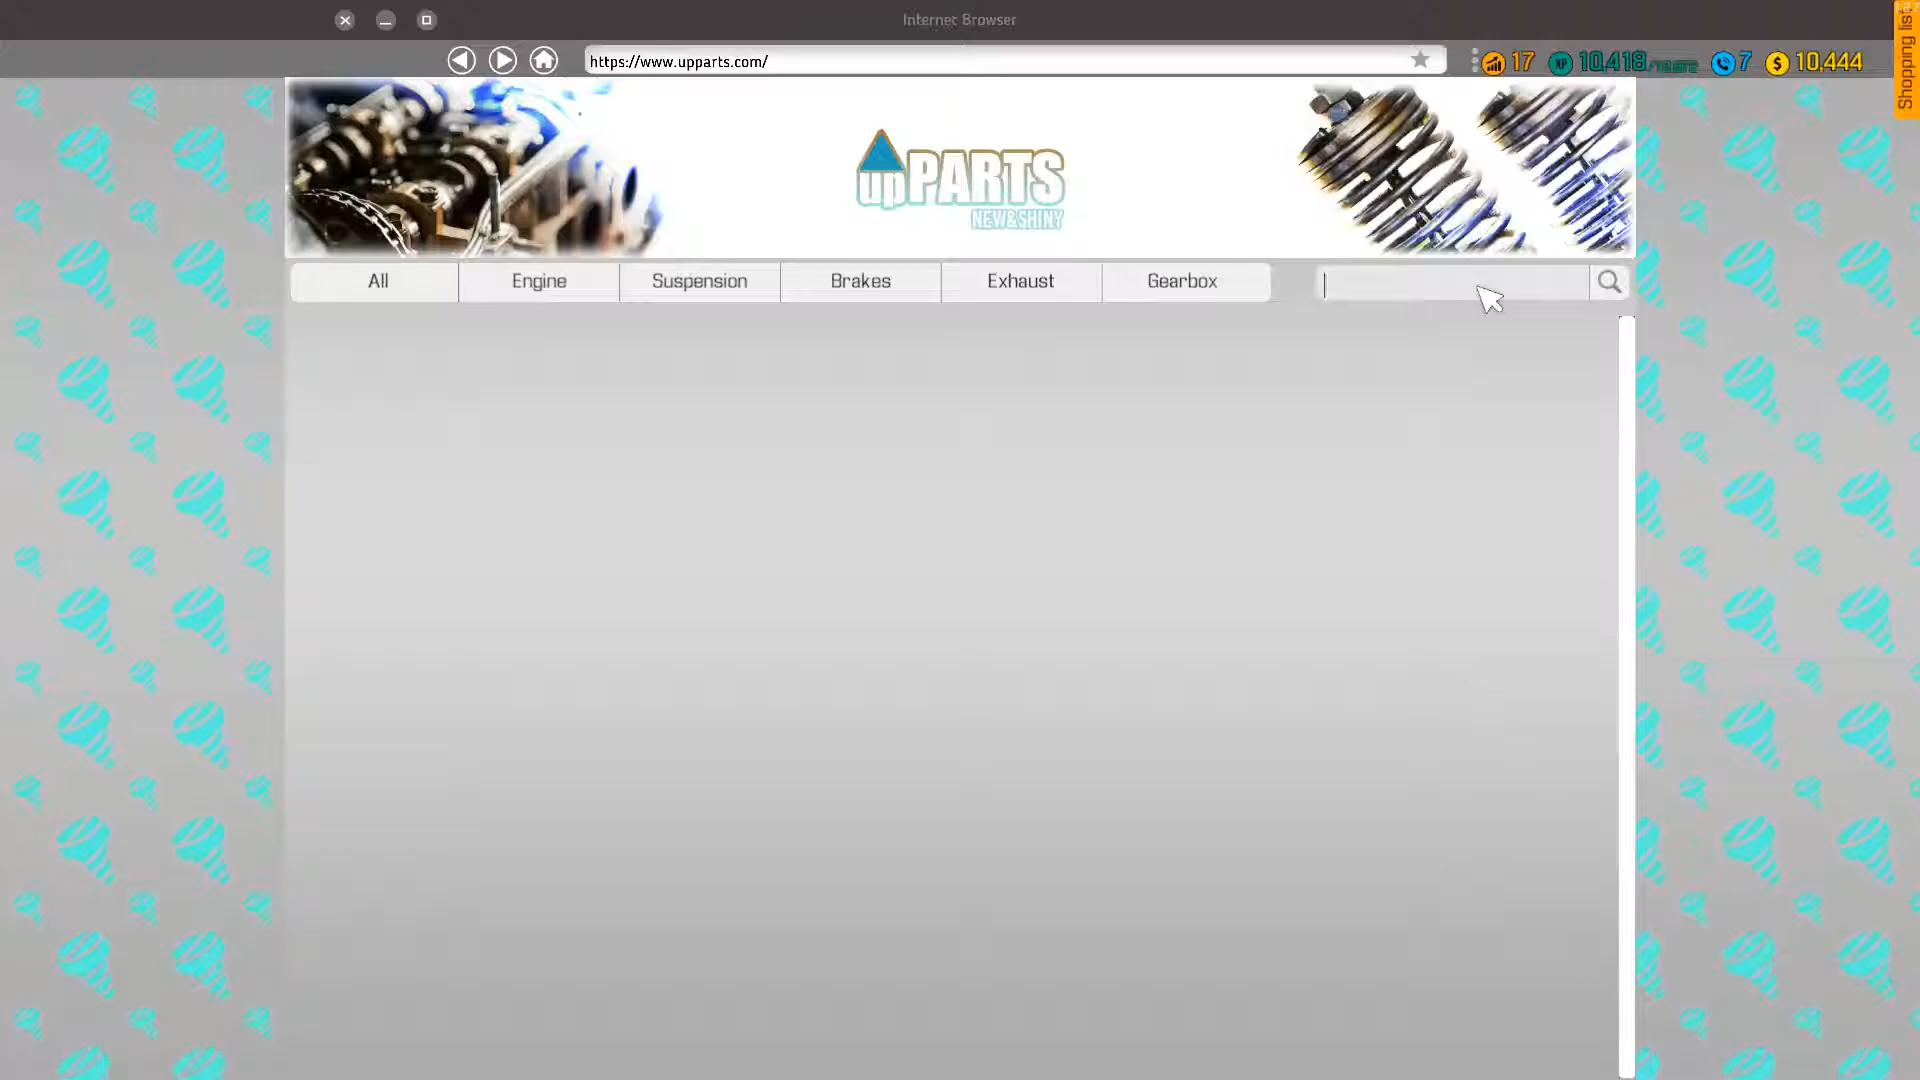 Internet Browser
https://www.upparts.com/
17
XP
10,418
7
$
10,444
Shopping list
upPARTS
NEW&SHINY
All
Engine
Suspension
Brakes
Exhaust
Gearbox